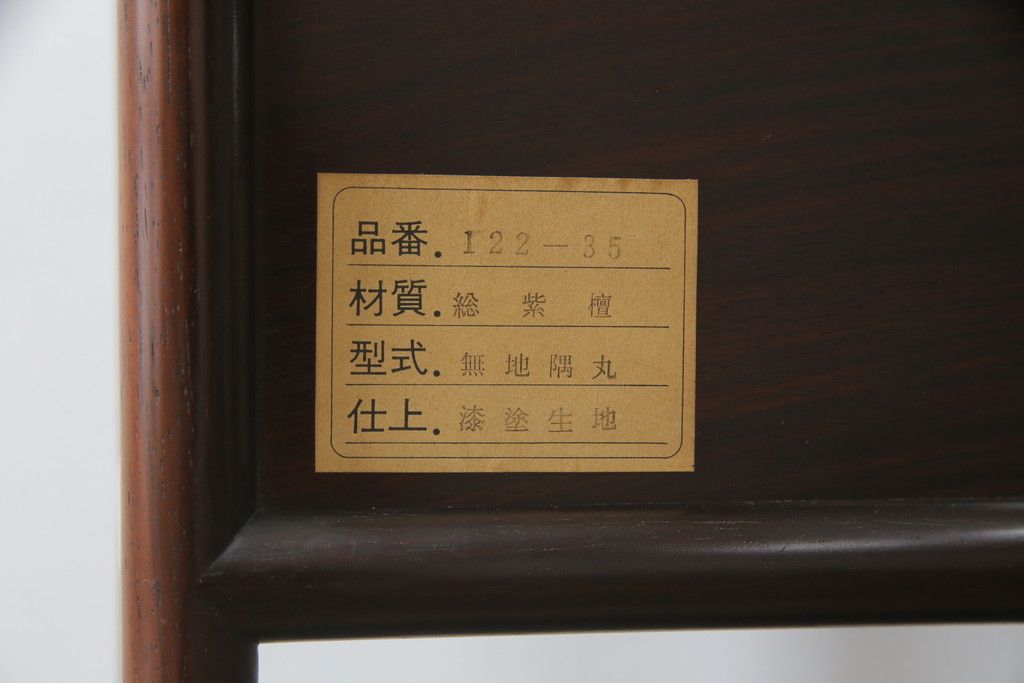 品番. 122-35
材質. 総紫檀
型式. 無地隅丸
仕上. 漆塗生地